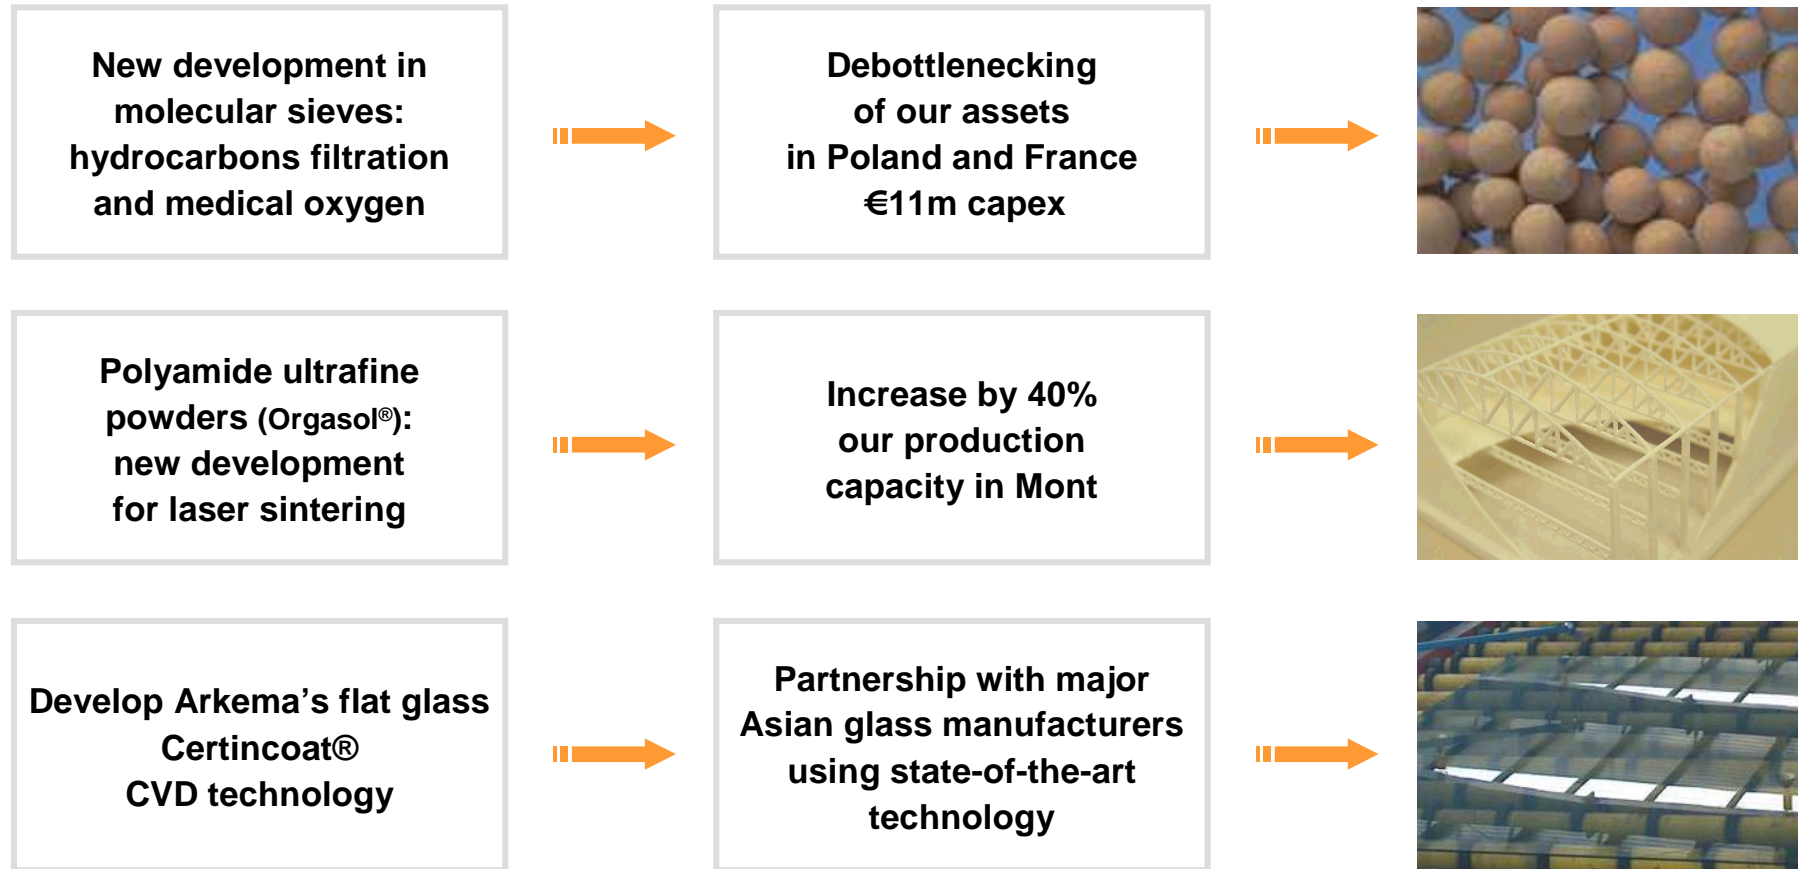 New development in
molecular sieves:
hydrocarbons filtration
and medical oxygen
Debottlenecking
of our assets
in Poland and France
€11m capex
Polyamide ultrafine
powders (Orgasol®):
new development
for laser sintering
Increase by 40%
our production
capacity in Mont
Develop Arkema’s flat glass
Certincoat®
CVD technology
Partnership with major
Asian glass manufacturers
using state-of-the-art
technology